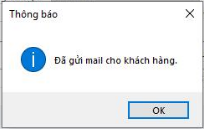 Thông báo
Đã gửi mail cho khách hàng.
OK